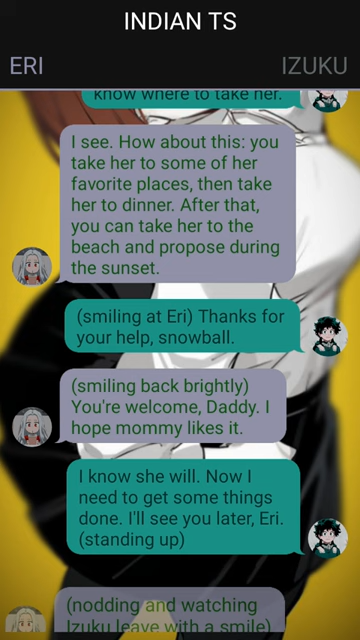 INDIAN TS
ERI
IZUKU
know where to take her.
I see. How about this: you
take her to some of her
favorite places, then take
her to dinner. After that,
you can take her to the
beach and propose during
the sunset.
(smiling at Eri) Thanks for
your help, snowball.
(smiling back brightly)
You're welcome, Daddy. I
hope mommy likes it.
I know she will. Now I
need to get some things
done. I'll see you later, Eri.
(standing up)
(nodding and watching
Izuku leave with a smile)